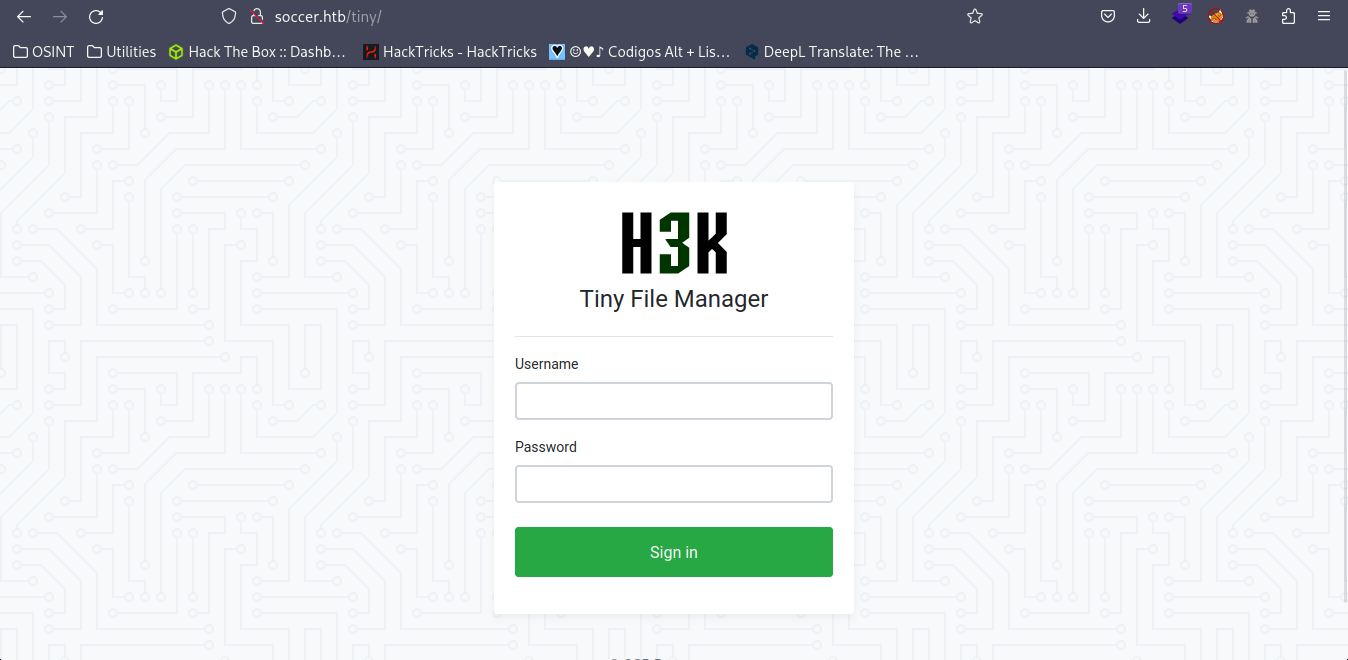 soccer.htb/tiny/
5
OSINT Utilities Hack The Box :: Dashb… HackTricks - HackTricks ☺♥♪ Codigos Alt + Lis… DeepL Translate: The …
H3K
Tiny File Manager
Username
Password
Sign in